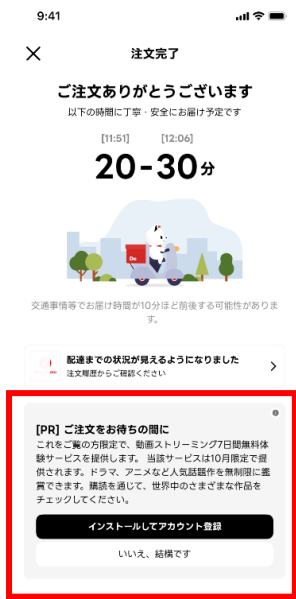 9:41
注文完了
ご注文ありがとうございます
以下の時間に丁寧・安全にお届け予定です
[11:51] [12:06]
20-30分
De
交通事情等でお届け時間が10分ほど前後する可能性がありま
す。
配達までの状況が見えるようになりました
注文履歴からご確認ください
[PR] ご注文をお待ちの間に
これをご覧の方限定で、動画ストリーミング7日間無料体
験サービスを提供します。 当該サービスは10月限定で提
供されます。ドラマ、アニメなど人気話題作を無制限に鑑
賞できます。購読を通じて、世界中のさまざまな作品を
チェックしてください。
インストールしてアカウント登録
いいえ、結構です